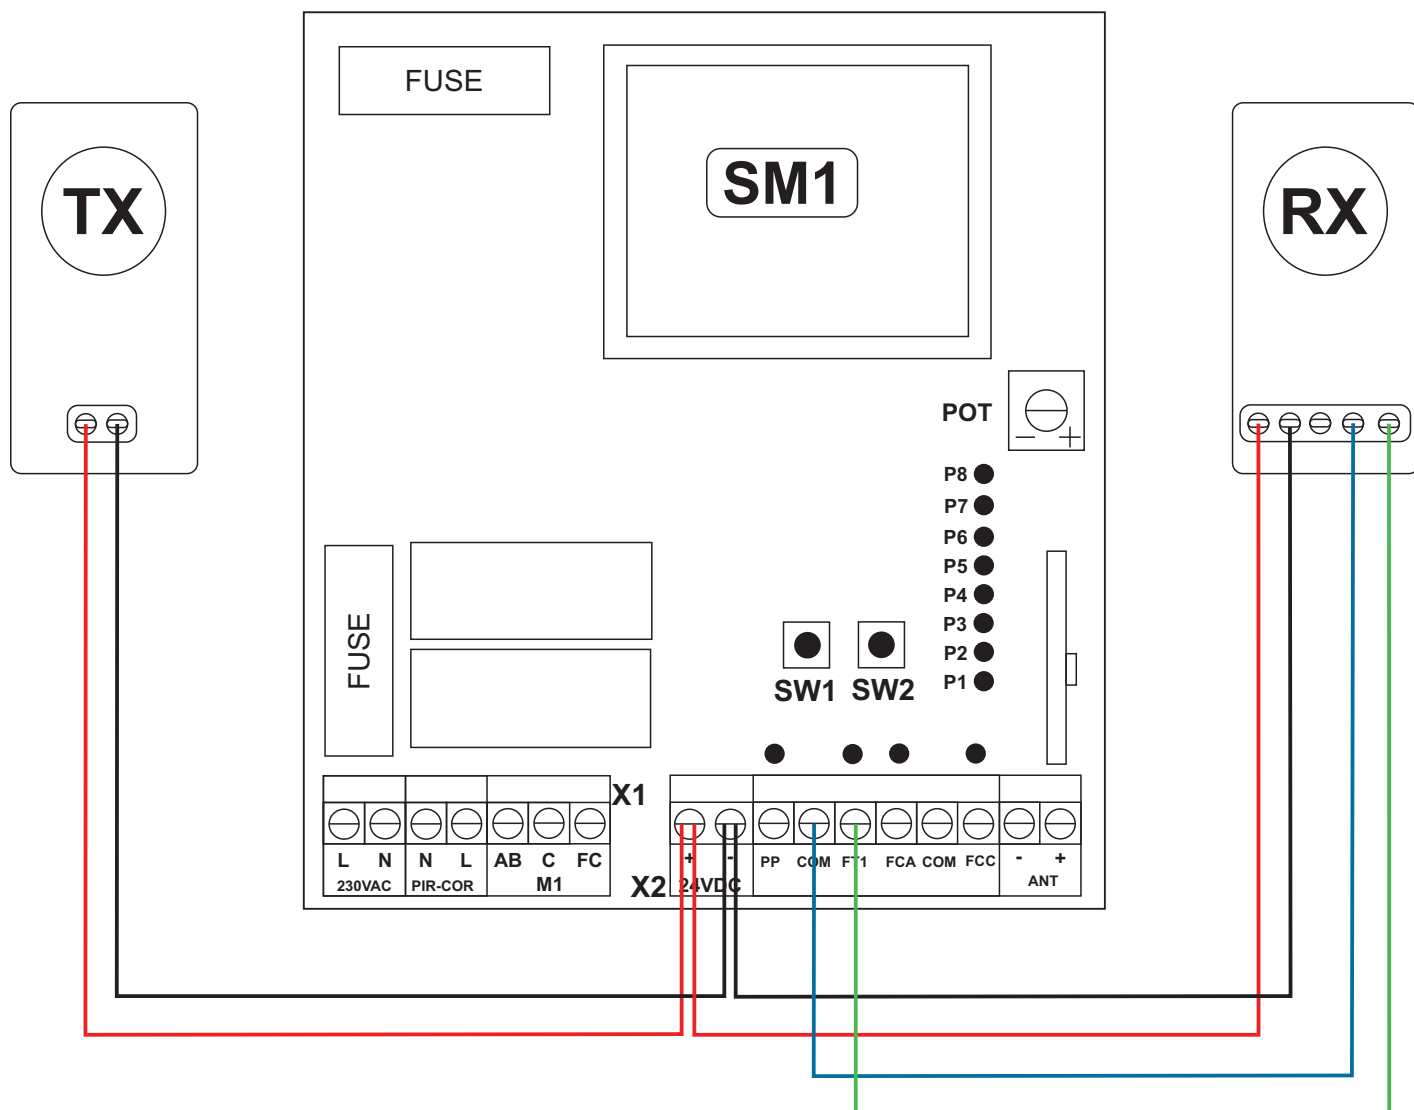 FUSE
SM1
TX
RX
POT
- +
P8
P7
P6
P5
P4
P3
P2
P1
FUSE
SW1 SW2
X1
L N N L AB C FC
230VAC PIR-COR M1
X2
+ - PP COM FT1 FCA COM FCC - +
24VDC ANT